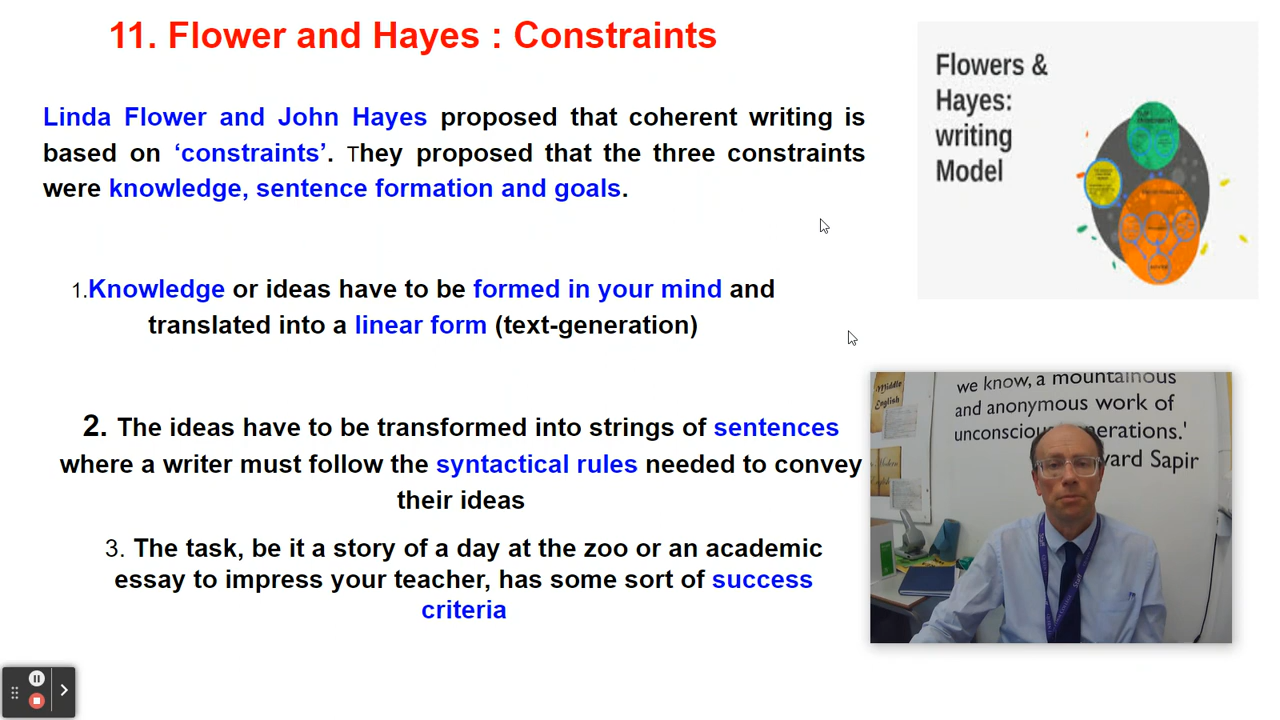 11. Flower and Hayes : Constraints
Linda Flower and John Hayes proposed that coherent writing is
based on ‘constraints’. They proposed that the three constraints
were knowledge, sentence formation and goals.
1.Knowledge or ideas have to be formed in your mind and
translated into a linear form (text-generation)
2. The ideas have to be transformed into strings of sentences
where a writer must follow the syntactical rules needed to convey
their ideas
3. The task, be it a story of a day at the zoo or an academic
essay to impress your teacher, has some sort of success
criteria
Flowers &
Hayes:
writing
Model
Middle
English
we know, a mountainous
and anonymous work of
unconscious
Sapir